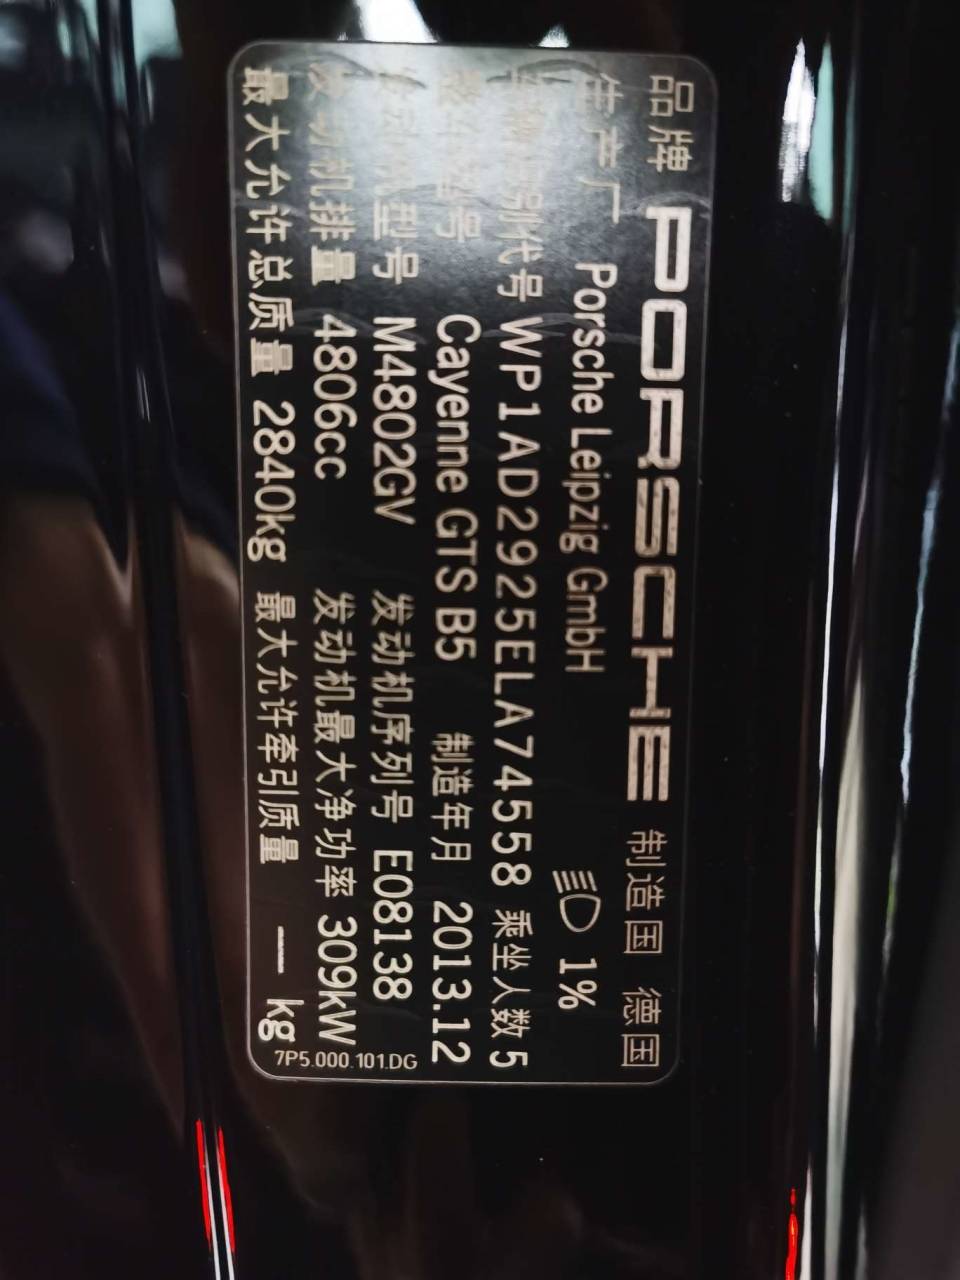 品牌 PORSCHE 制造国 德国
生产厂 Porsche Leipzig GmbH 1%
车辆识别代号 WP1AD2925ELA74558 乘坐人数 5
整车型号 Cayenne GTS B5 制造年月 2013.12
发动机型号 M4802GV 发动机序列号 E08138
发动机排量 4806cc 发动机最大净功率 309kW
最大允许总质量 2840kg 最大允许牵引质量 — kg
7P5.000.101.DG